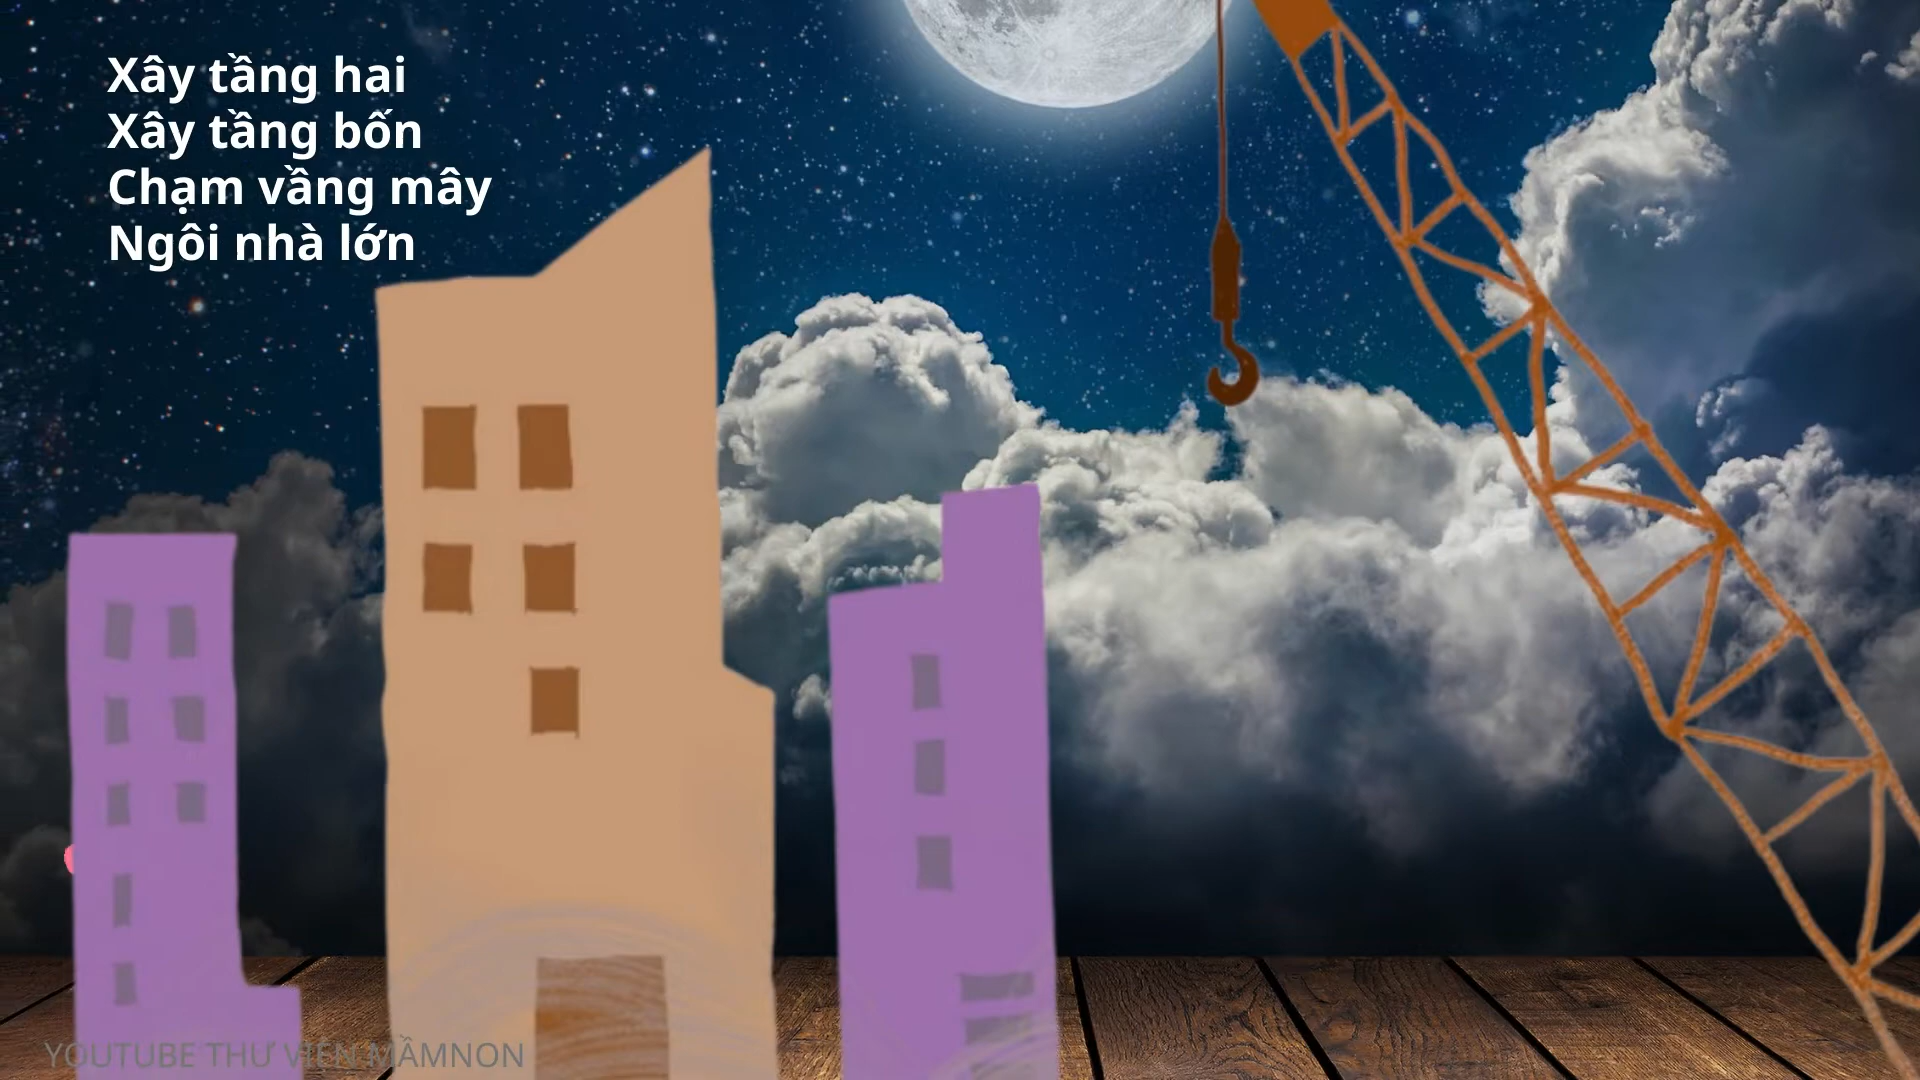 Xây tầng hai
Xây tầng bốn
Chạm vầng mây
Ngôi nhà lớn
YOUTUBE THƯ VIỆN MẦMNON